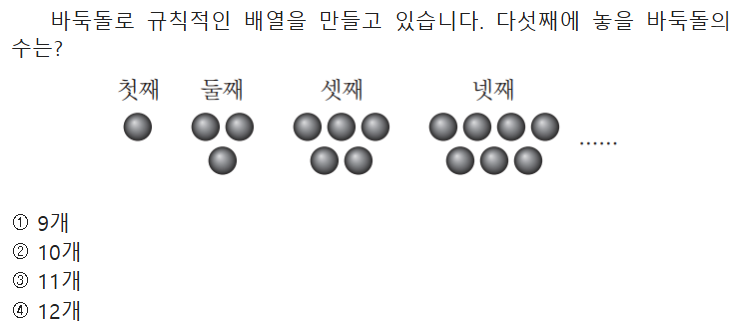 바둑돌로 규칙적인 배열을 만들고 있습니다. 다섯째에 놓을 바둑돌의
수는?
첫째 둘째 셋째 넷째
......
① 9개
② 10개
③ 11개
④ 12개